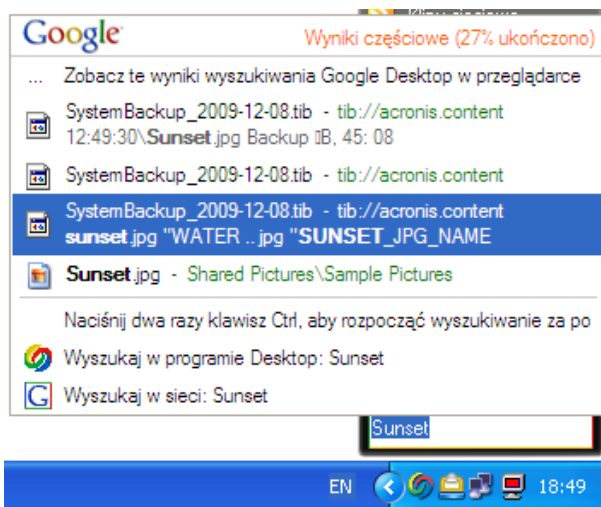 Google
Wyniki częściowe (27% ukończono)
... Zobacz te wyniki wyszukiwania Google Desktop w przeglądarce
SystemBackup_2009-12-08.tib - tib://acronis.content
12:49:30\Sunset.jpg Backup B, 45: 08
SystemBackup_2009-12-08.tib - tib://acronis.content
SystemBackup_2009-12-08.tib - tib://acronis.content
sunset.jpg "WATER .. jpg "SUNSET_JPG_NAME
Sunset.jpg - Shared Pictures\Sample Pictures
Naciśnij dwa razy klawisz Ctrl, aby rozpocząć wyszukiwanie za po
Wyszukaj w programie Desktop: Sunset
Wyszukaj w sieci: Sunset
Sunset
EN
18:49